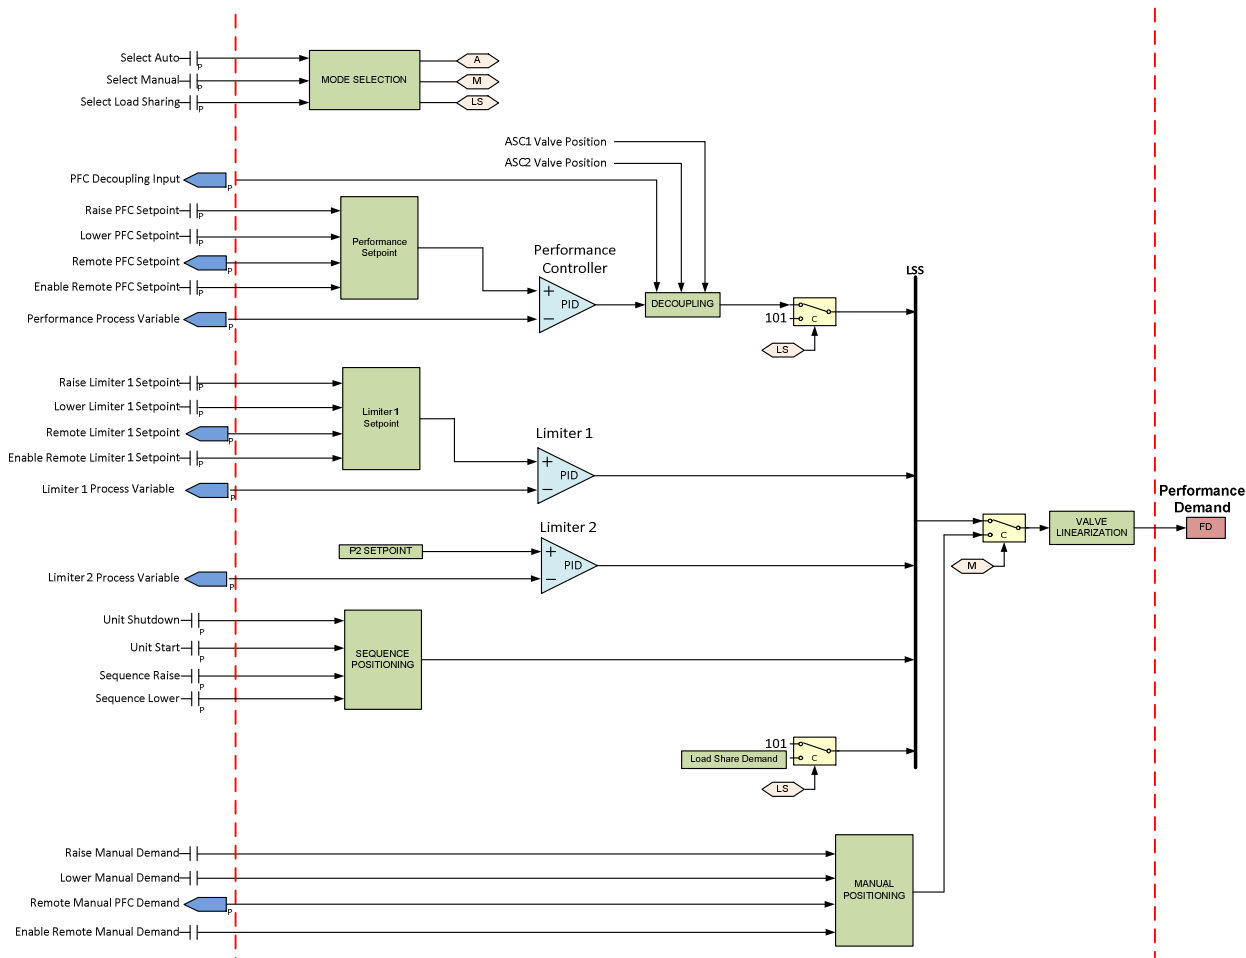 Select Auto
P
Select Manual
P
Select Load Sharing
P
MODE SELECTION
A
M
LS
ASC1 Valve Position
ASC2 Valve Position
PFC Decoupling Input
P
Raise PFC Setpoint
P
Lower PFC Setpoint
P
Remote PFC Setpoint
P
Enable Remote PFC Setpoint
P
Performance Process Variable
P
Performance
Setpoint
Performance
Controller
+
PID
−
DECOUPLING
101
C
LS
LSS
Raise Limiter 1 Setpoint
P
Lower Limiter 1 Setpoint
P
Remote Limiter 1 Setpoint
P
Enable Remote Limiter 1 Setpoint
P
Limiter 1 Process Variable
P
Limiter 1
Setpoint
Limiter 1
+
PID
−
Limiter 2
P2 SETPOINT
+
PID
−
Limiter 2 Process Variable
P
C
M
VALVE
LINEARIZATION
Performance
Demand
FD
Unit Shutdown
P
Unit Start
P
Sequence Raise
P
Sequence Lower
P
SEQUENCE
POSITIONING
101
Load Share Demand
C
LS
Raise Manual Demand
Lower Manual Demand
Remote Manual PFC Demand
P
Enable Remote Manual Demand
MANUAL
POSITIONING